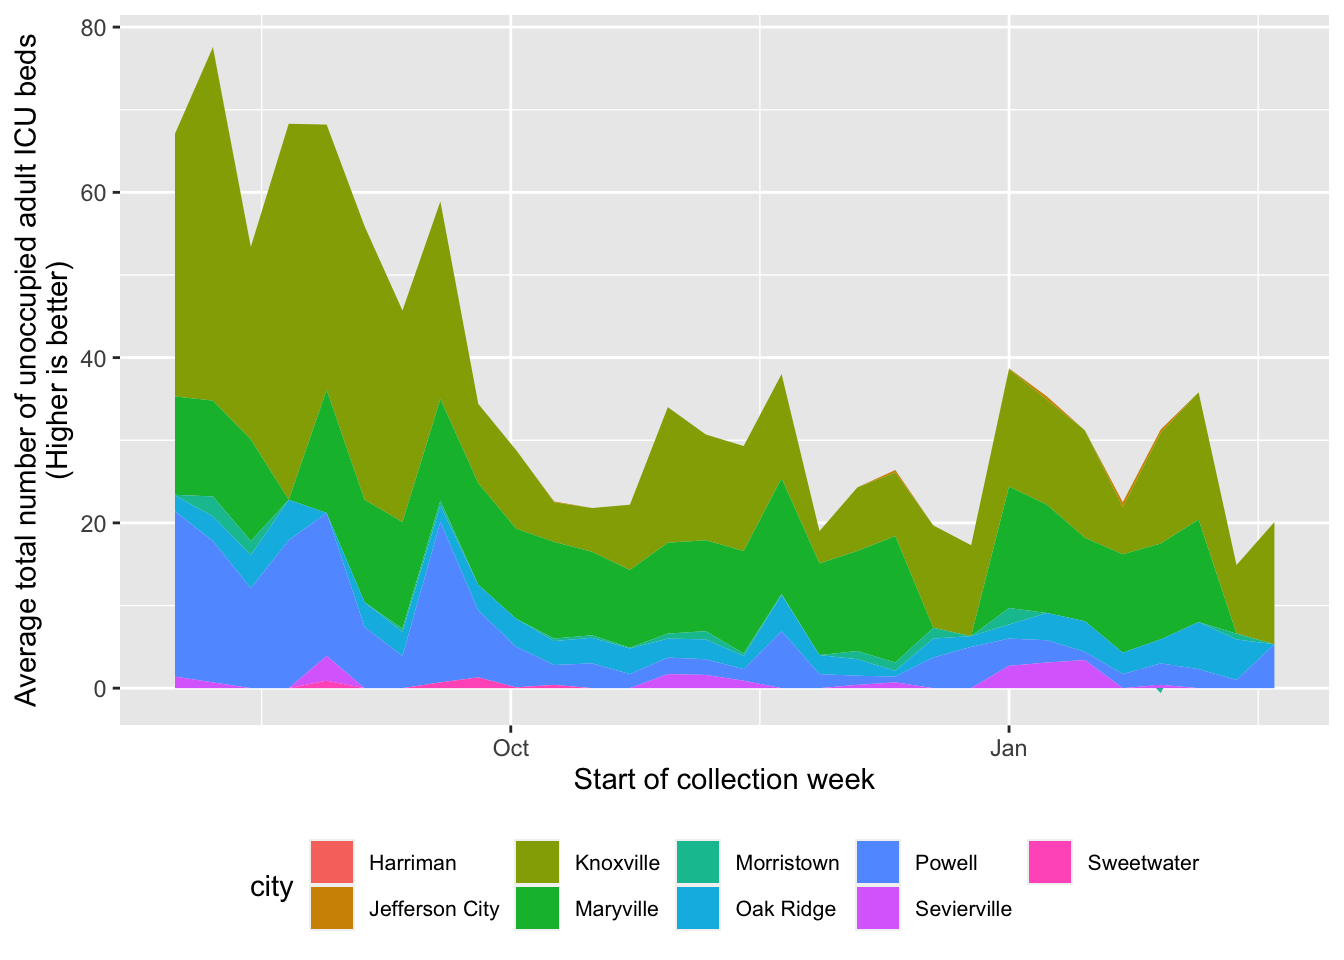 Average total number of unoccupied adult ICU beds
(Higher is better)
80
60
40
20
0
Oct
Jan
Start of collection week
city
Harriman
Knoxville
Morristown
Powell
Sweetwater
Jefferson City
Maryville
Oak Ridge
Sevierville